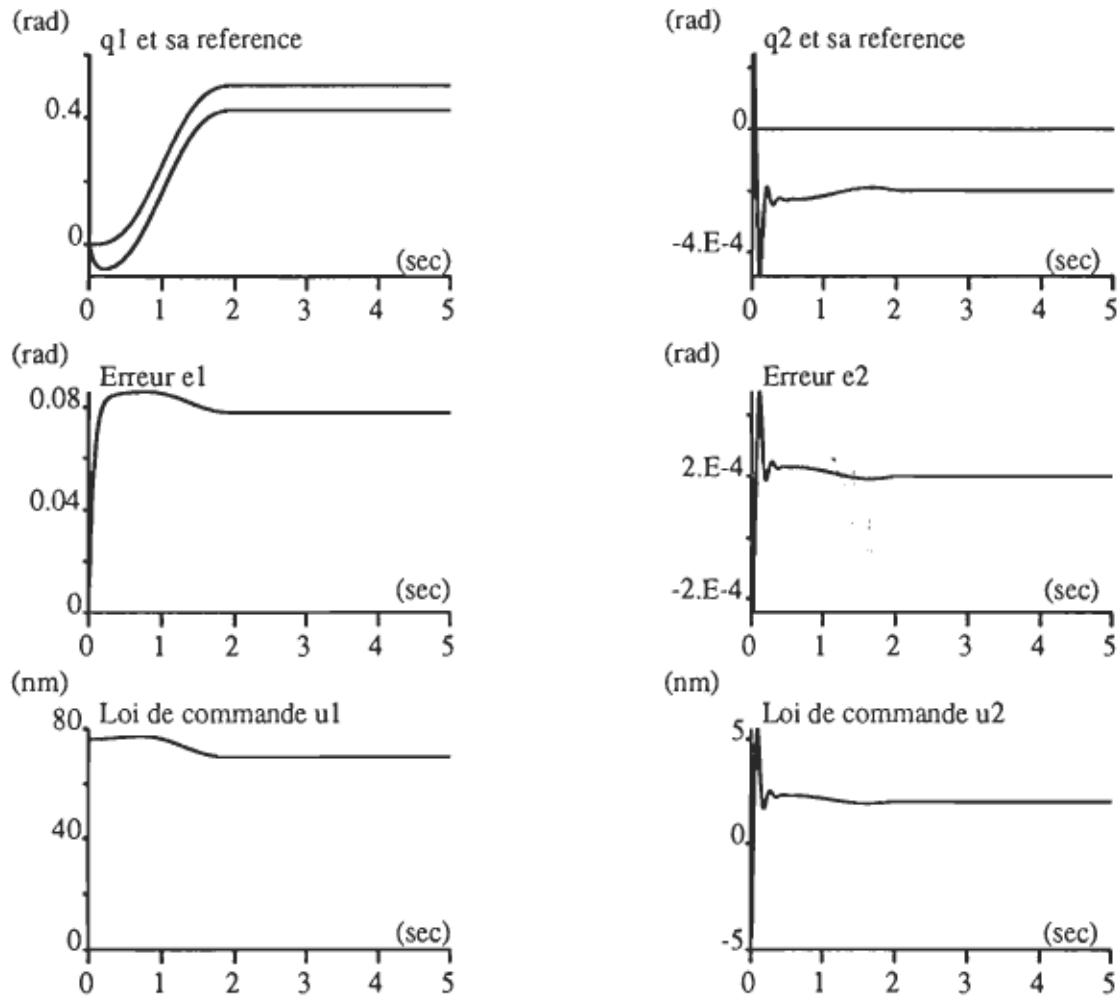 (rad)
q1 et sa reference
0.4
0
(sec)
0 1 2 3 4 5
(rad)
q2 et sa reference
0
-4.E-4
(sec)
0 1 2 3 4 5
(rad)
Erreur e1
0.08
0.04
0
(sec)
0 1 2 3 4 5
(rad)
Erreur e2
2.E-4
-2.E-4
(sec)
0 1 2 3 4 5
(nm)
Loi de commande u1
80
40
0
(sec)
0 1 2 3 4 5
(nm)
Loi de commande u2
5
0
-5
(sec)
0 1 2 3 4 5